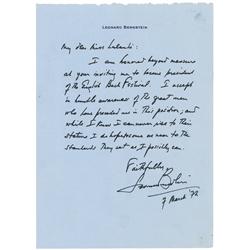 LEONARD BERNSTEIN
My dear Miss
I am honored beyond measure
at your inviting me to become president
of the English Bach Festival. I accept
in humble awareness of the great men
who have preceded me in this position; and
while I know I can never rise to their
stature I do hope to come as near to the
standards they set as I possibly can.
Faithfully
Leonard Bernstein
7 March '72